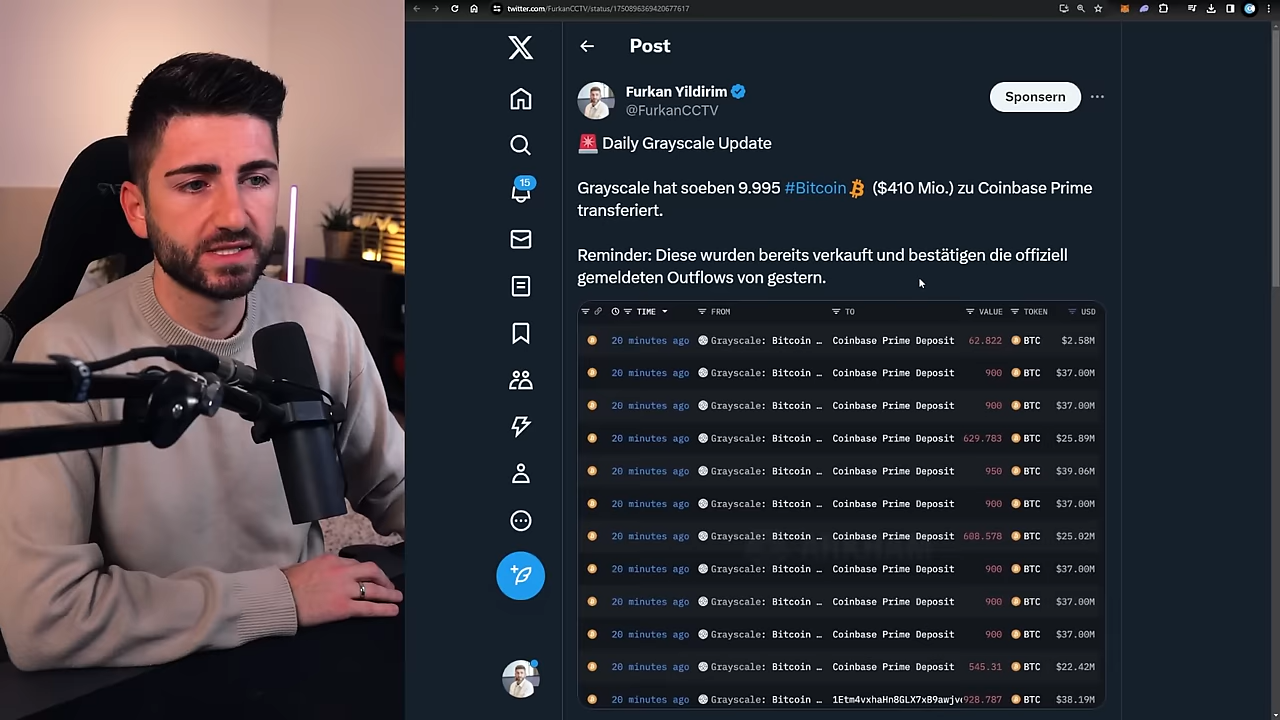 twitter.com/FurkanCCTV/status/1750896369420677617
Post
Furkan Yildirim
@FurkanCCTV
Sponsern
15
🚨 Daily Grayscale Update
Grayscale hat soeben 9.995 #Bitcoin ($410 Mio.) zu Coinbase Prime
transferiert.
Reminder: Diese wurden bereits verkauft und bestätigen die offiziell
gemeldeten Outflows von gestern.
TIME FROM TO VALUE TOKEN USD
20 minutes ago Grayscale: Bitcoin … Coinbase Prime Deposit 62.822 BTC $2.58M
20 minutes ago Grayscale: Bitcoin … Coinbase Prime Deposit 900 BTC $37.00M
20 minutes ago Grayscale: Bitcoin … Coinbase Prime Deposit 900 BTC $37.00M
20 minutes ago Grayscale: Bitcoin … Coinbase Prime Deposit 629.783 BTC $25.89M
20 minutes ago Grayscale: Bitcoin … Coinbase Prime Deposit 950 BTC $39.06M
20 minutes ago Grayscale: Bitcoin … Coinbase Prime Deposit 900 BTC $37.00M
20 minutes ago Grayscale: Bitcoin … Coinbase Prime Deposit 608.578 BTC $25.02M
20 minutes ago Grayscale: Bitcoin … Coinbase Prime Deposit 900 BTC $37.00M
20 minutes ago Grayscale: Bitcoin … Coinbase Prime Deposit 900 BTC $37.00M
20 minutes ago Grayscale: Bitcoin … Coinbase Prime Deposit 900 BTC $37.00M
20 minutes ago Grayscale: Bitcoin … Coinbase Prime Deposit 545.31 BTC $22.42M
20 minutes ago Grayscale: Bitcoin … 1Etm4vxhaHn8GLX7xB9awjv 928.787 BTC $38.19M